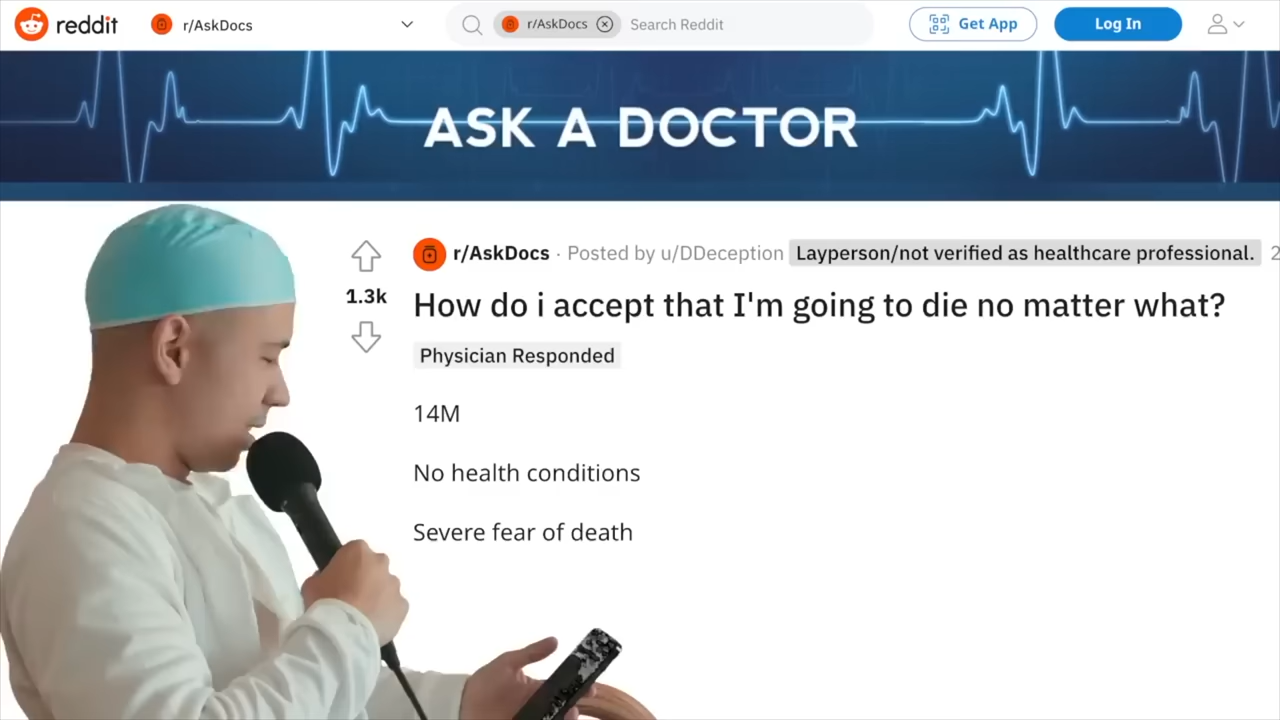 reddit r/AskDocs r/AskDocs Search Reddit Get App Log In
ASK A DOCTOR
r/AskDocs · Posted by u/DDeception Layperson/not verified as healthcare professional. 2
1.3k
How do i accept that I'm going to die no matter what?
Physician Responded
14M
No health conditions
Severe fear of death